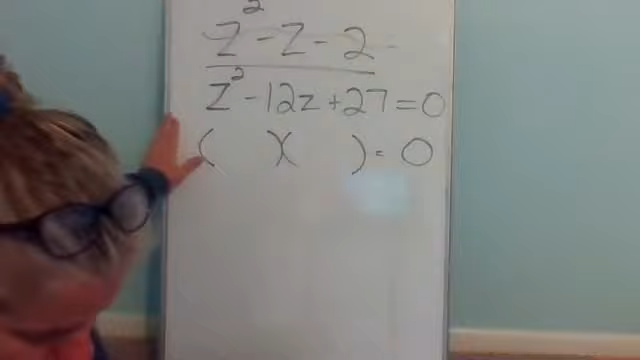 z² - z - 2
z² - 12z + 27 = 0
(      )(      ) = 0